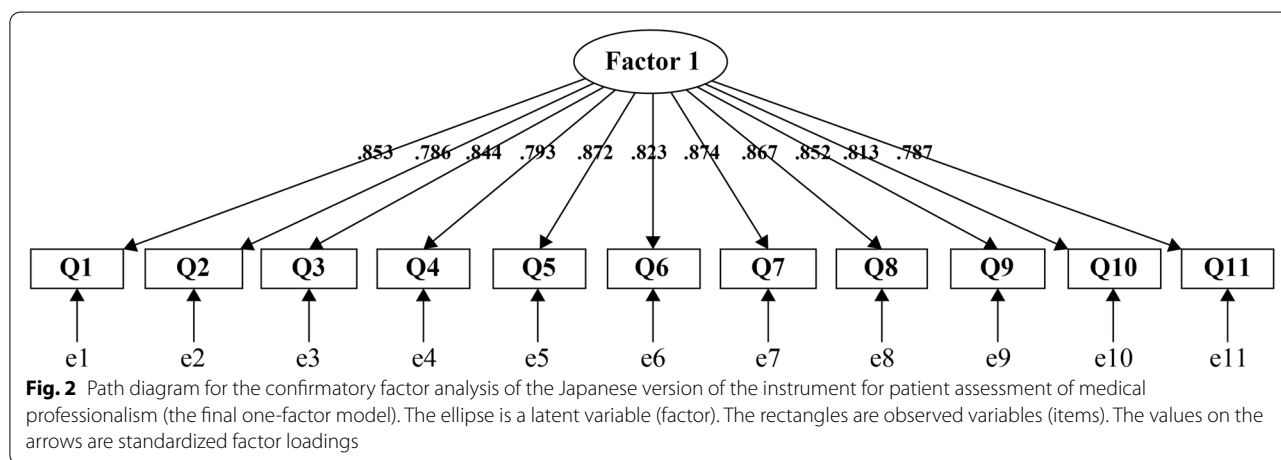 Factor 1
.853 .786 .844 .793 .872 .823 .874 .867 .852 .813 .787
Q1 Q2 Q3 Q4 Q5 Q6 Q7 Q8 Q9 Q10 Q11
e1 e2 e3 e4 e5 e6 e7 e8 e9 e10 e11
Fig. 2 Path diagram for the confirmatory factor analysis of the Japanese version of the instrument for patient assessment of medical
professionalism (the final one-factor model). The ellipse is a latent variable (factor). The rectangles are observed variables (items). The values on the
arrows are standardized factor loadings